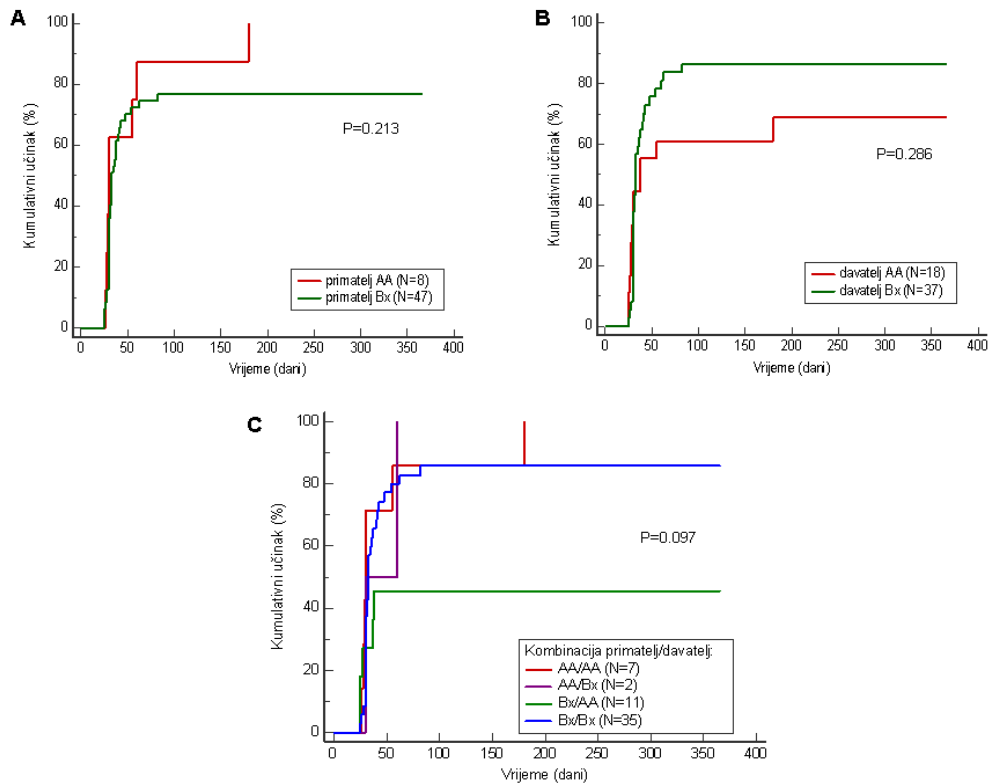 A
Kumulativni učinak (%)
100
80
60
40
20
0
P=0.213
primatelj AA (N=8)
primatelj Bx (N=47)
0 50 100 150 200 250 300 350 400
Vrijeme (dani)
B
Kumulativni učinak (%)
100
80
60
40
20
0
P=0.286
davatelj AA (N=18)
davatelj Bx (N=37)
0 50 100 150 200 250 300 350 400
Vrijeme (dani)
C
Kumulativni učinak (%)
100
80
60
40
20
0
P=0.097
Kombinacija primatelj/davatelj:
AA/AA (N=7)
AA/Bx (N=2)
Bx/AA (N=11)
Bx/Bx (N=35)
0 50 100 150 200 250 300 350 400
Vrijeme (dani)